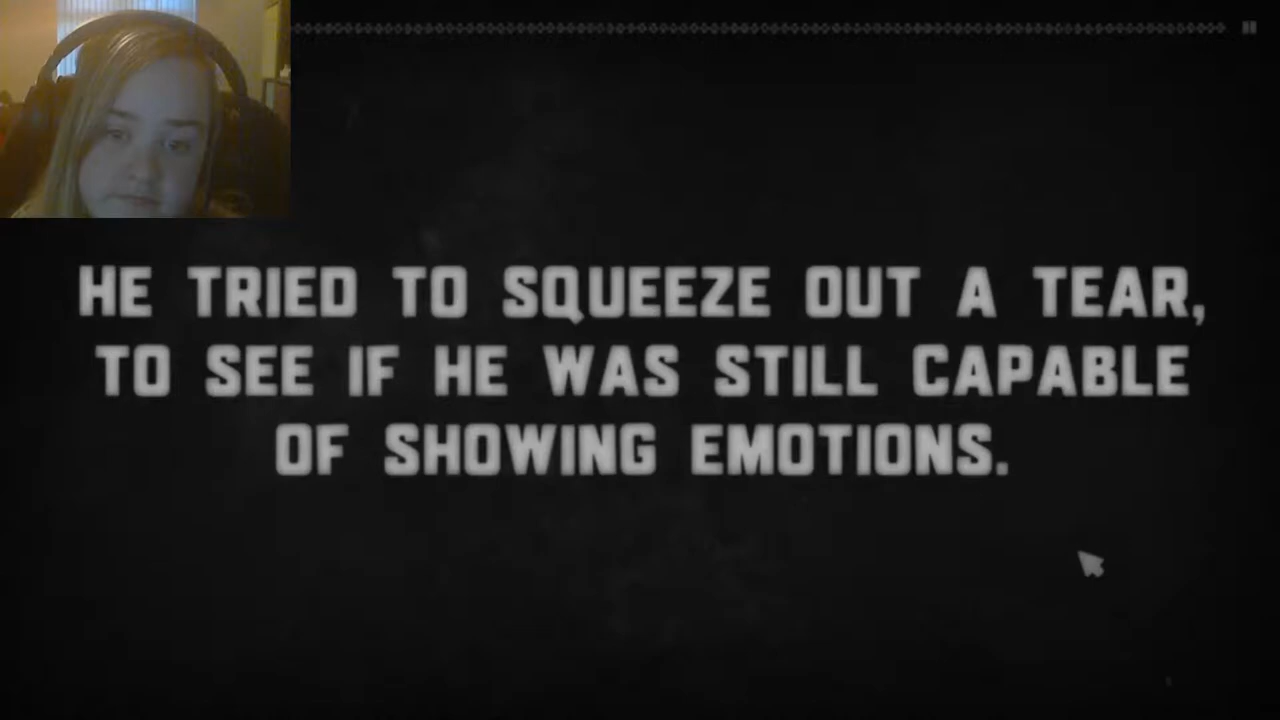 HE TRIED TO SQUEEZE OUT A TEAR,
TO SEE IF HE WAS STILL CAPABLE
OF SHOWING EMOTIONS.